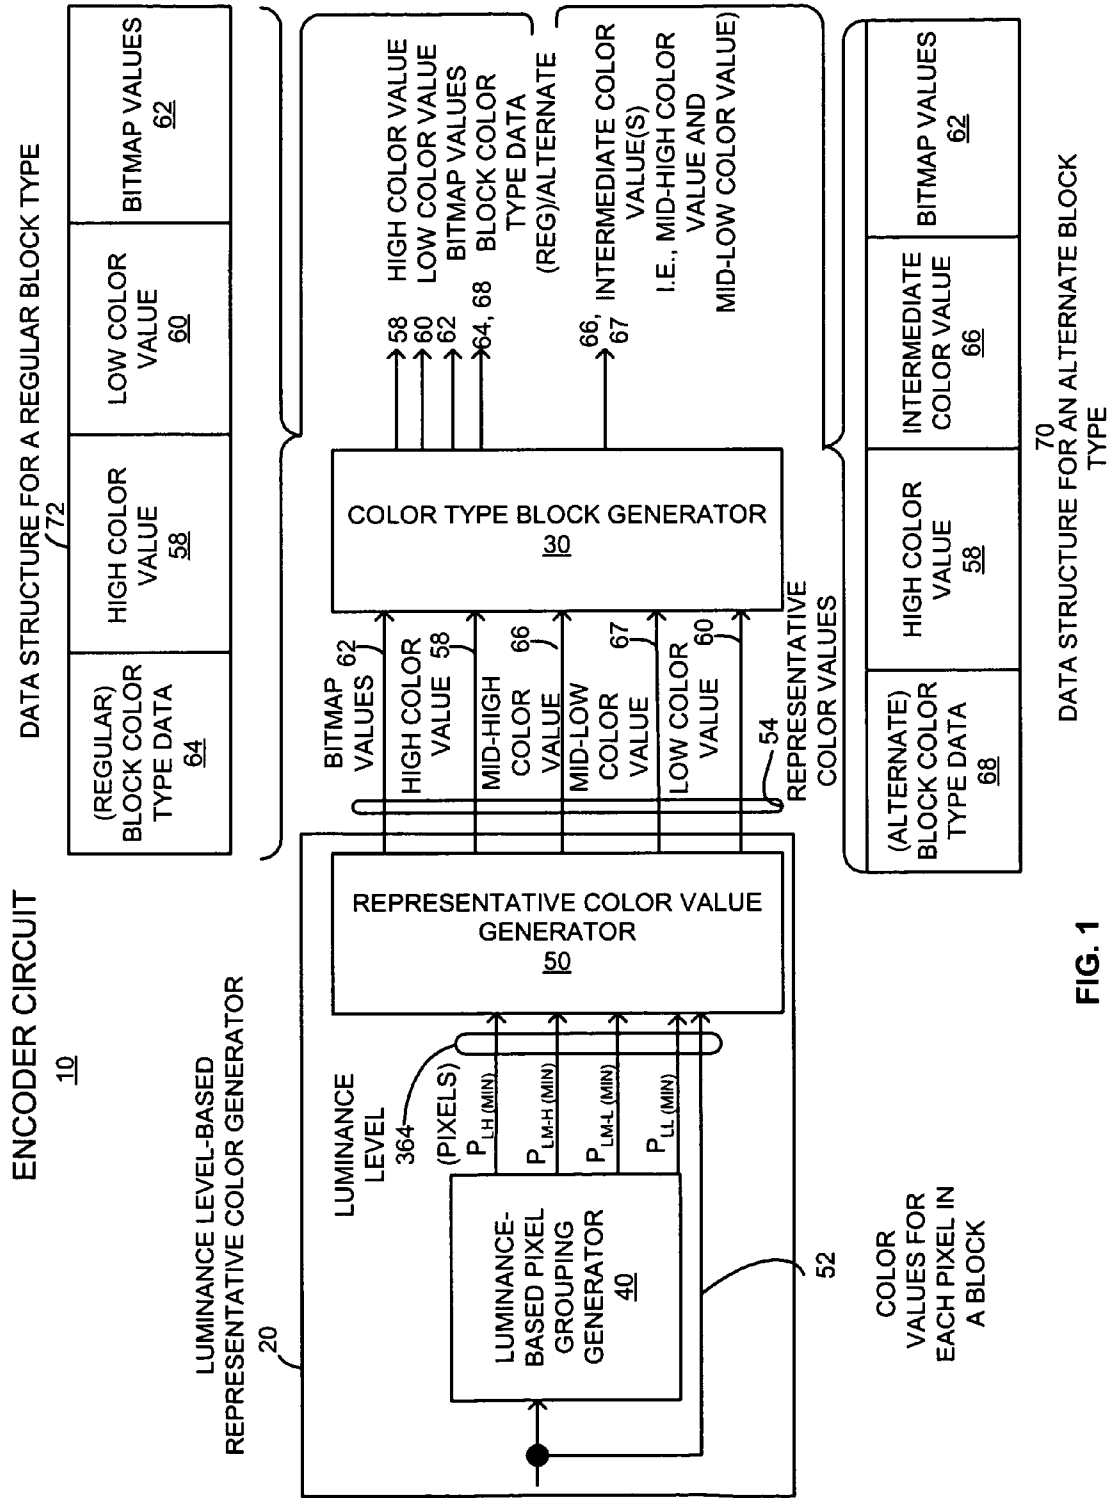 ENCODER CIRCUIT
10
DATA STRUCTURE FOR A REGULAR BLOCK TYPE
72
(REGULAR)
BLOCK COLOR
TYPE DATA
64
HIGH COLOR
VALUE
58
LOW COLOR
VALUE
60
BITMAP VALUES
62
LUMINANCE LEVEL-BASED
REPRESENTATIVE COLOR GENERATOR
20
LUMINANCE
LEVEL
364
(PIXELS)
P LH (MIN)
P LM-H (MIN)
P LM-L (MIN)
P LL (MIN)
LUMINANCE-
BASED PIXEL
GROUPING
GENERATOR
40
REPRESENTATIVE COLOR VALUE
GENERATOR
50
BITMAP
VALUES
62
HIGH COLOR
VALUE
58
MID-HIGH
COLOR
VALUE
66
MID-LOW
COLOR
VALUE
67
LOW COLOR
VALUE
60
54
REPRESENTATIVE
COLOR VALUES
COLOR TYPE BLOCK GENERATOR
30
58 HIGH COLOR VALUE
60 LOW COLOR VALUE
62 BITMAP VALUES
64, 68 BLOCK COLOR
TYPE DATA
(REG)/ALTERNATE
66,
67
INTERMEDIATE COLOR
VALUE(S)
I.E., MID-HIGH COLOR
VALUE AND
MID-LOW COLOR VALUE)
52
COLOR
VALUES FOR
EACH PIXEL IN
A BLOCK
(ALTERNATE)
BLOCK COLOR
TYPE DATA
68
HIGH COLOR
VALUE
58
INTERMEDIATE
COLOR VALUE
66
BITMAP VALUES
62
70
DATA STRUCTURE FOR AN ALTERNATE BLOCK
TYPE
FIG. 1